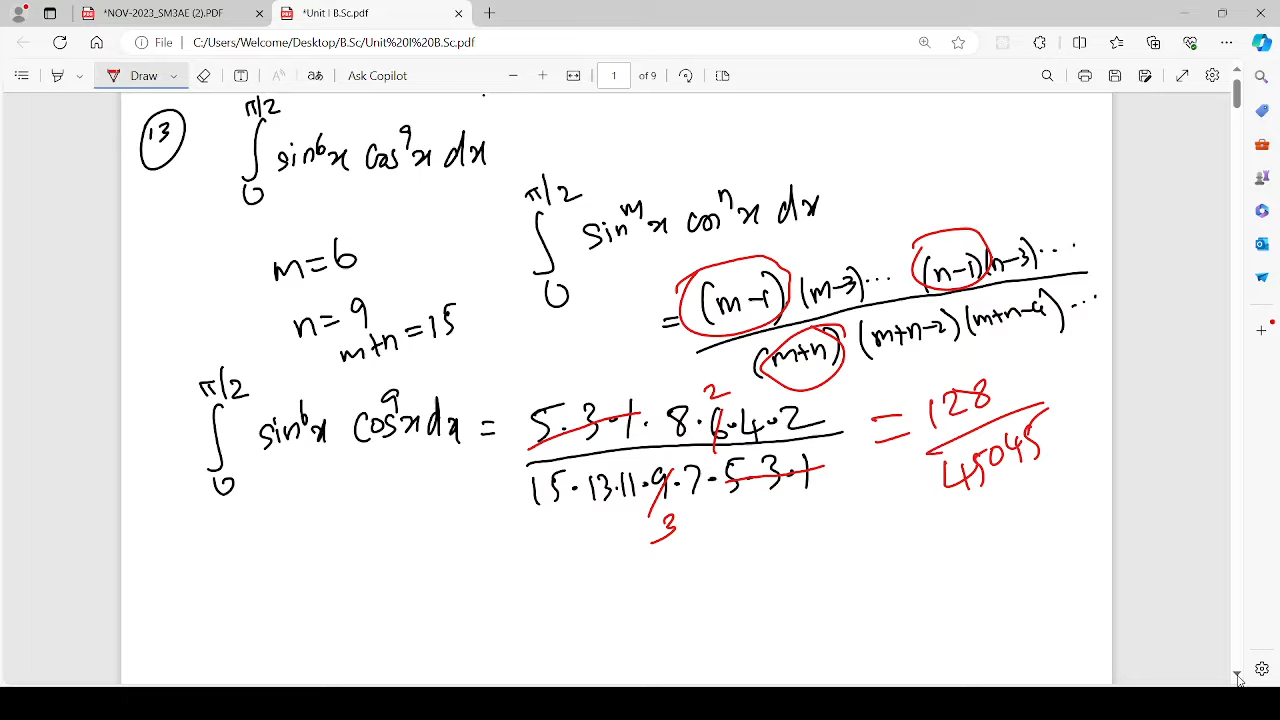 *NOV-2023_SM3AE (2).PDF
*Unit I B.Sc.pdf
File C:/Users/Welcome/Desktop/B.Sc/Unit%20I%20B.Sc.pdf
Draw Ask Copilot 1 of 9
13 ∫₀^{π/2} sin⁶x cos⁹x dx
∫₀^{π/2} sin^m x cos^n x dx
m=6
= (m-1)(m-3)... (n-1)(n-3)... / (m+n)(m+n-2)(m+n-4)...
n=9
m+n=15
∫₀^{π/2} sin⁶x cos⁹x dx = 5·3·1·8·6·4·2 / 15·13·11·9·7·5·3·1 = 128/45045
2
3